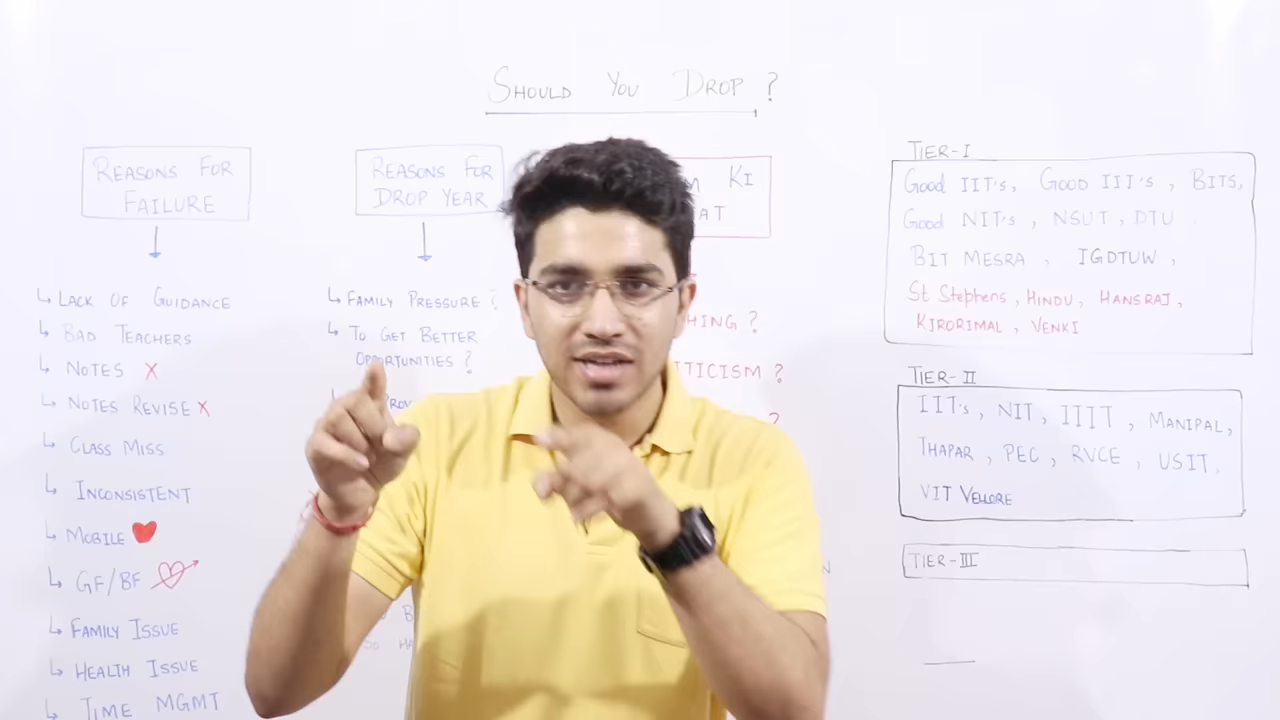 SHOULD YOU DROP ?
REASONS FOR
FAILURE
LACK OF GUIDANCE
BAD TEACHERS
NOTES X
NOTES REVISE X
CLASS MISS
INCONSISTENT
MOBILE
GF/BF
FAMILY ISSUE
HEALTH ISSUE
TIME MGMT
REASONS FOR
DROP YEAR
FAMILY PRESSURE ?
TO GET BETTER
OPPORTUNITIES ?
KI
?
?
?
TIER-I
Good IIT's, GOOD IIIT's, BITS,
Good NIT's, NSUT, DTU
BIT MESRA, IGDTUW,
St Stephens, HINDU, HANSRAJ,
KIRORIMAL, VENKI
TIER-II
IIT's, NIT, IIIT, MANIPAL,
THAPAR, PEC, RVCE, USIT,
VIT VELLORE
TIER-III